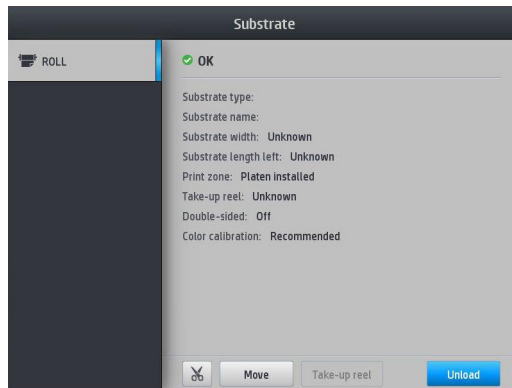 Substrate
ROLL
OK
Substrate type:
Substrate name:
Substrate width: Unknown
Substrate length left: Unknown
Print zone: Platen installed
Take-up reel: Unknown
Double-sided: Off
Color calibration: Recommended
Move Take-up reel Unload